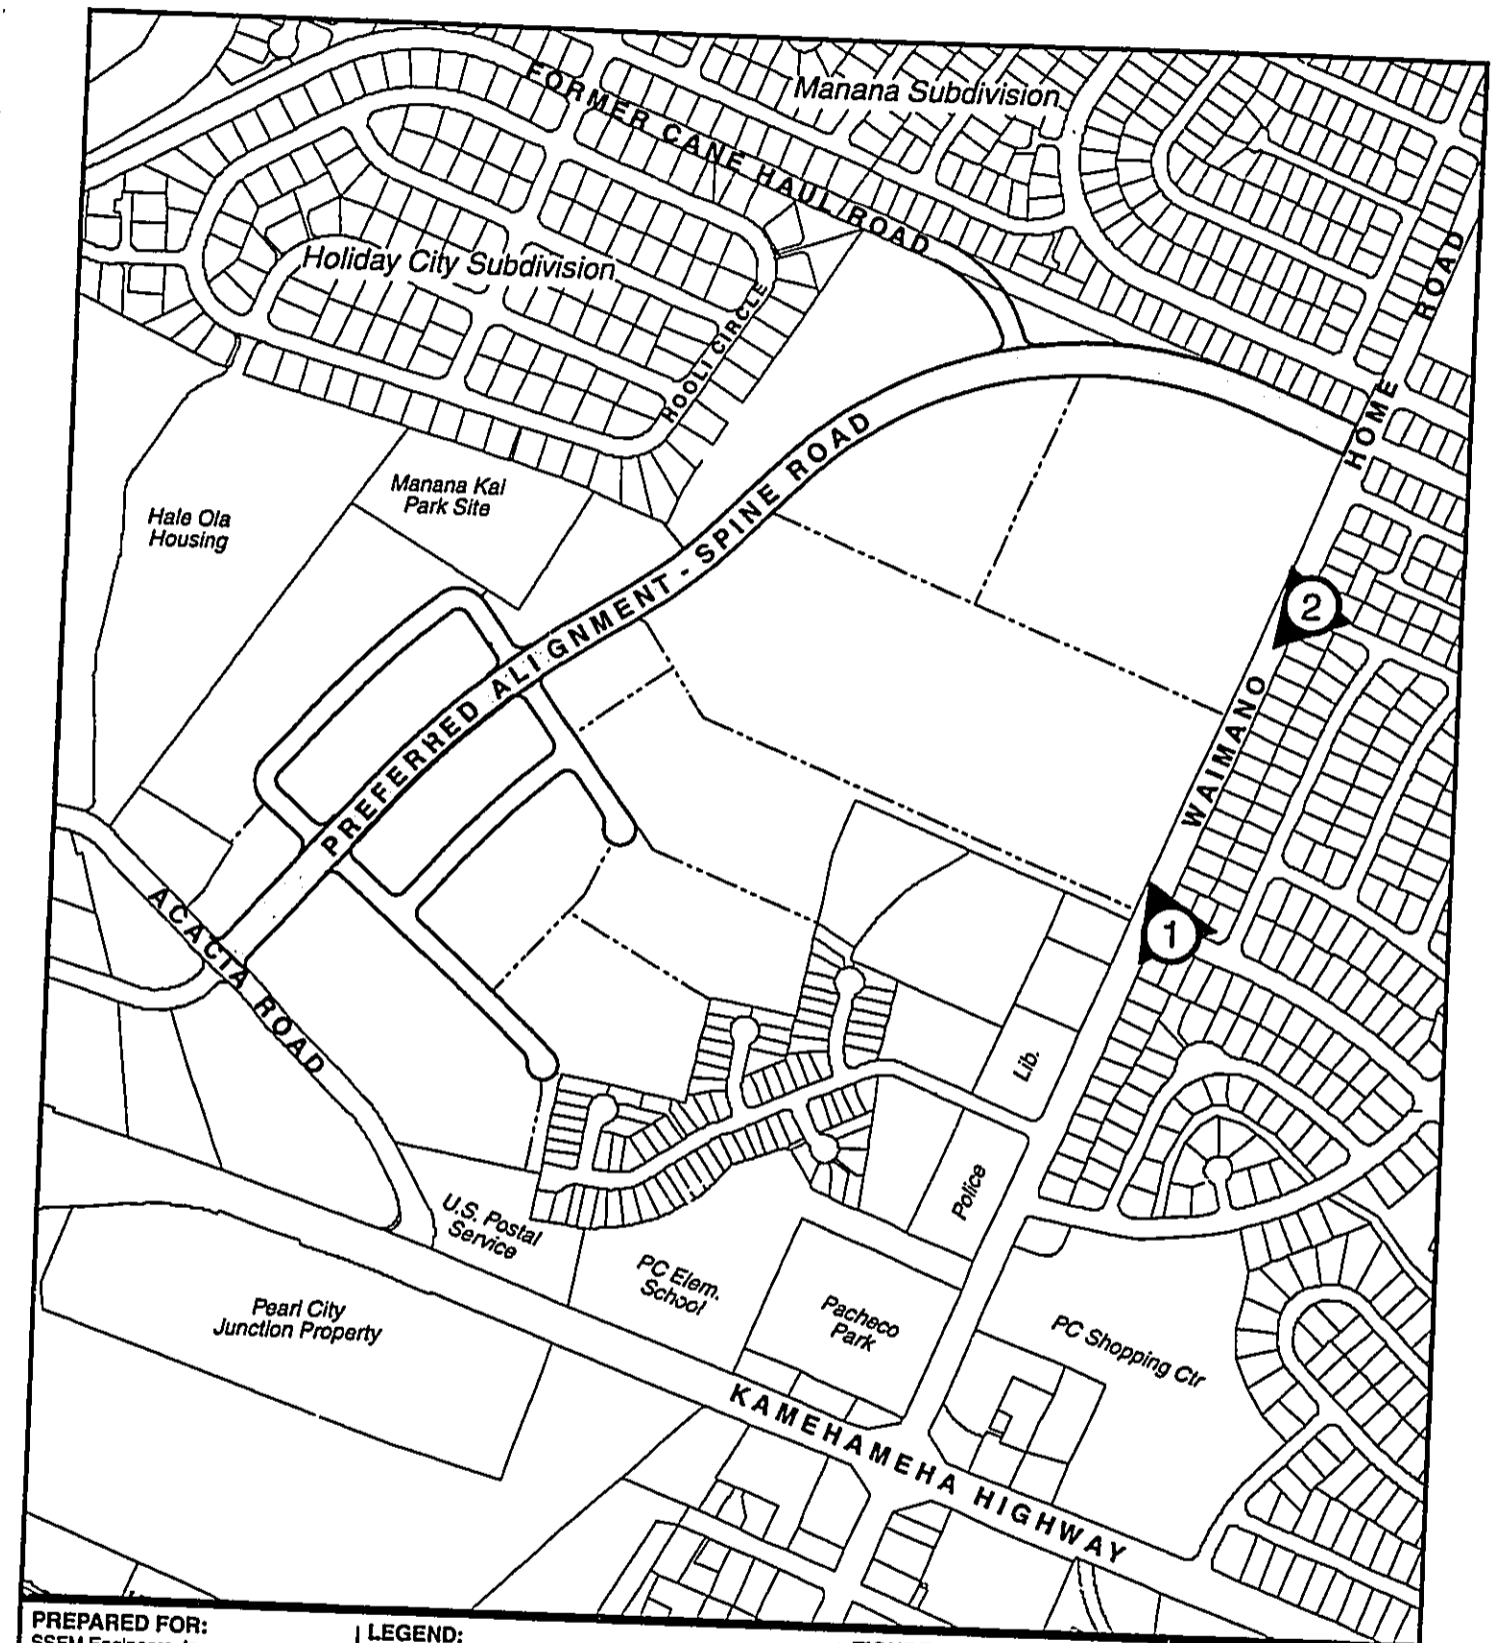 Manana Subdivision
FORMER CANE HAUL ROAD
Holiday City Subdivision
HOOLI CIRCLE
WAIMANO HOME ROAD
Manana Kai
Park Site
Hale Ola
Housing
PREFERRED ALIGNMENT - SPINE ROAD
2
1
ACACIA ROAD
Lib.
Police
U.S. Postal
Service
PC Elem.
School
Pacheco
Park
PC Shopping Ctr
Pearl City
Junction Property
KAMEHAMEHA HIGHWAY
PREPARED FOR:
LEGEND: